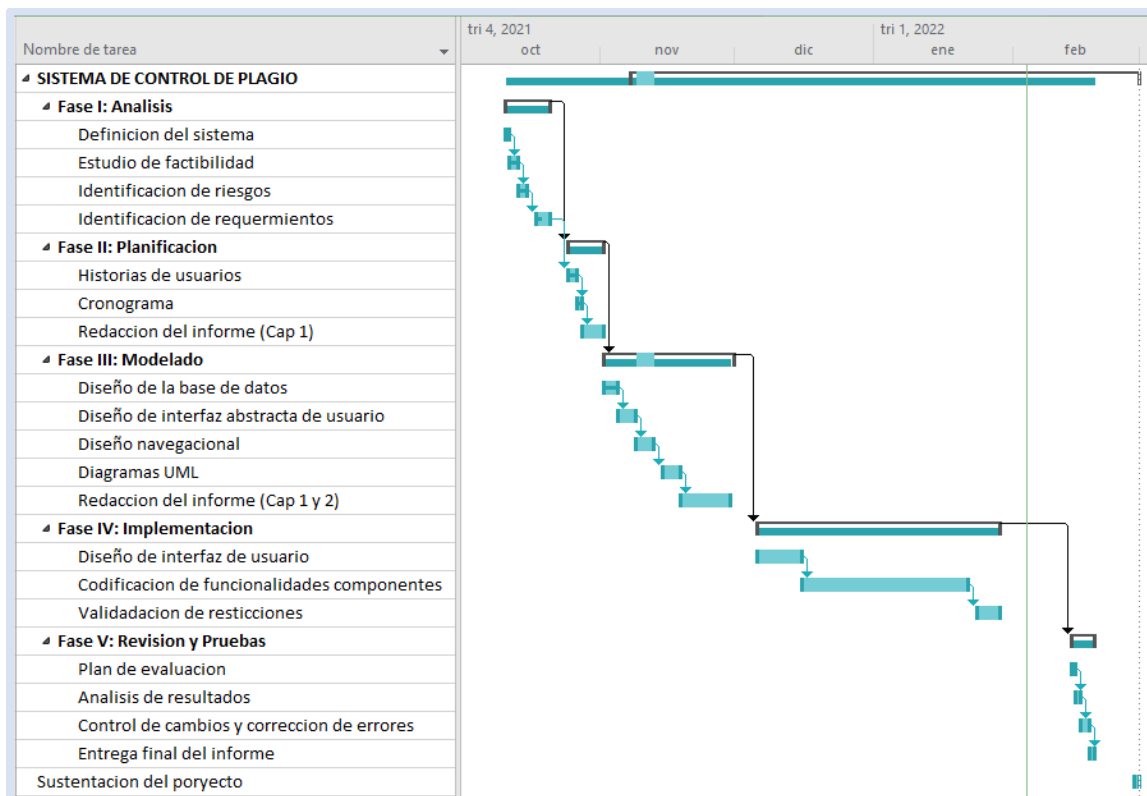 tri 4, 2021
tri 1, 2022
Nombre de tarea
oct
nov
dic
ene
feb
SISTEMA DE CONTROL DE PLAGIO
Fase I: Analisis
Definicion del sistema
Estudio de factibilidad
Identificacion de riesgos
Identificacion de requermientos
Fase II: Planificacion
Historias de usuarios
Cronograma
Redaccion del informe (Cap 1)
Fase III: Modelado
Diseño de la base de datos
Diseño de interfaz abstracta de usuario
Diseño navegacional
Diagramas UML
Redaccion del informe (Cap 1 y 2)
Fase IV: Implementacion
Diseño de interfaz de usuario
Codificacion de funcionalidades componentes
Validadacion de resticciones
Fase V: Revision y Pruebas
Plan de evaluacion
Analisis de resultados
Control de cambios y correccion de errores
Entrega final del informe
Sustentacion del poryecto